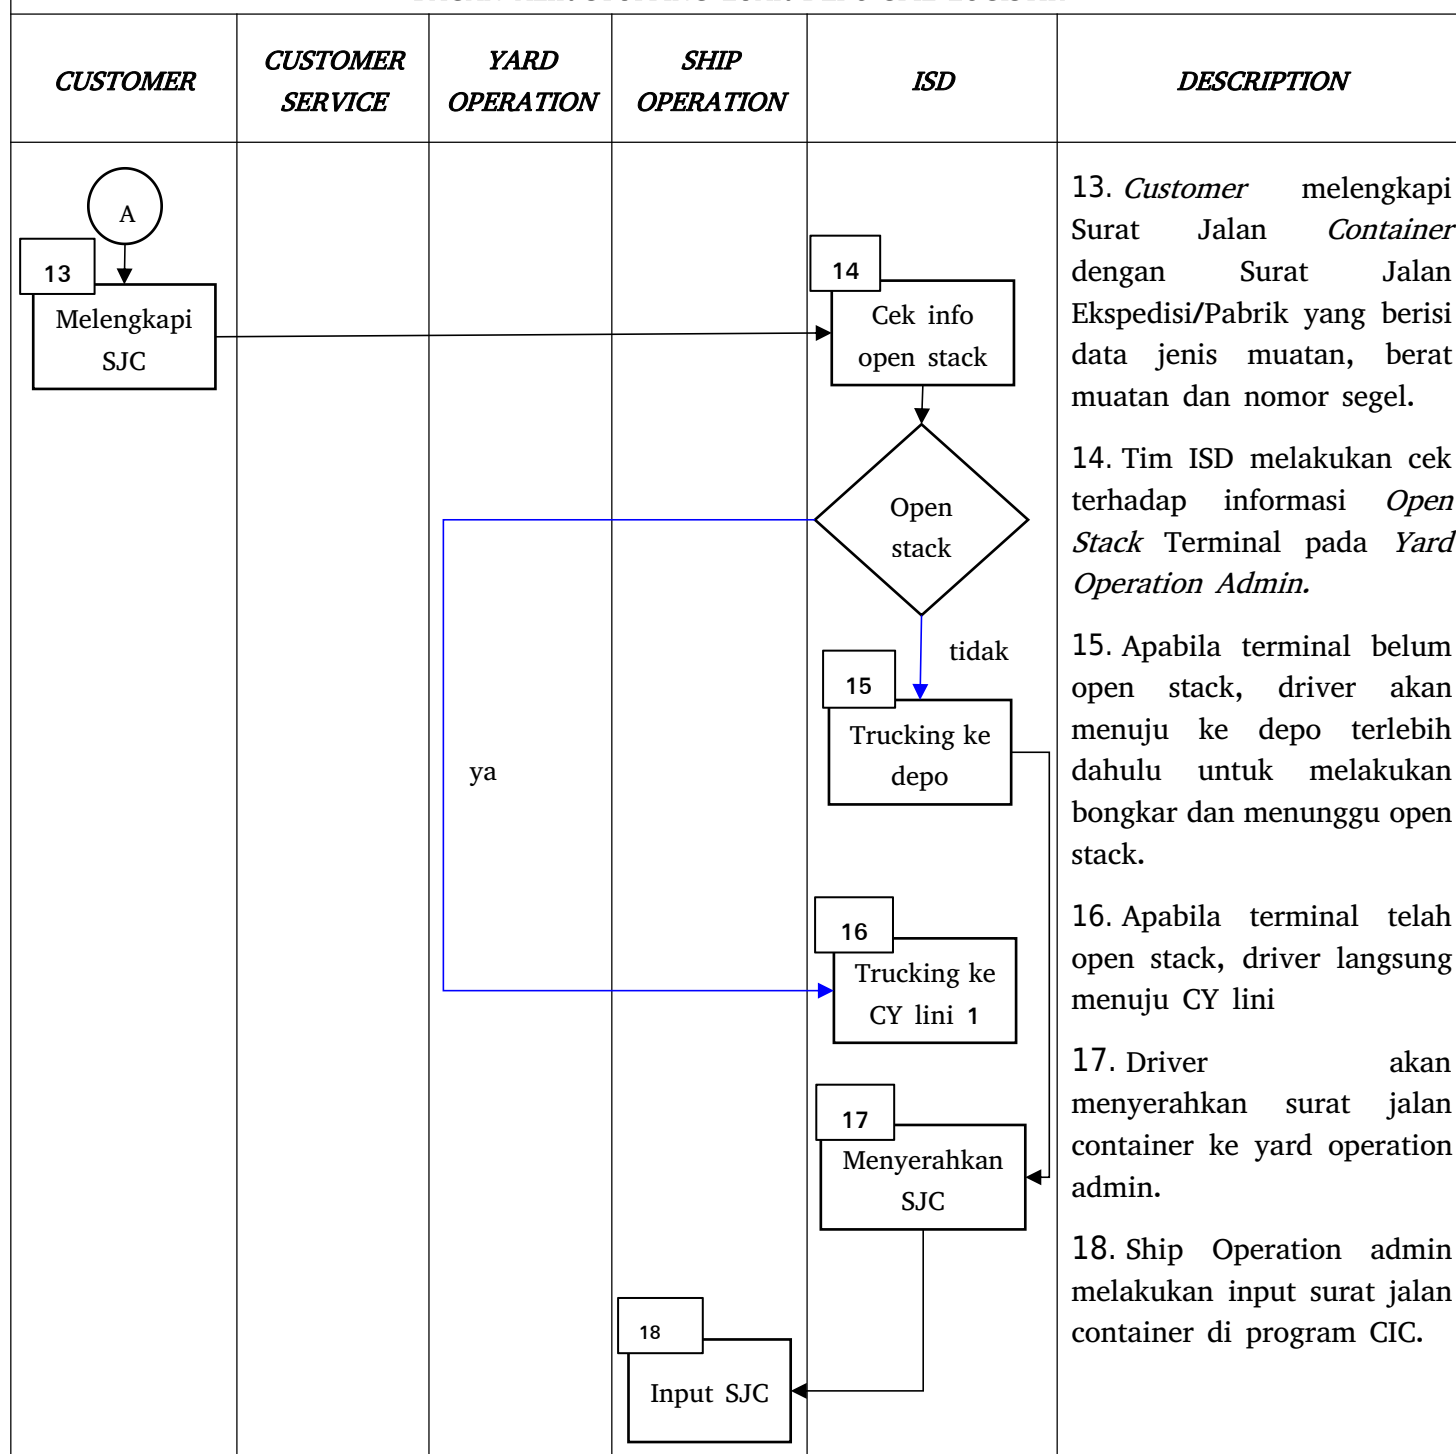 CUSTOMER
CUSTOMER
SERVICE
YARD
OPERATION
SHIP
OPERATION
ISD
DESCRIPTION
A
13
Melengkapi
SJC
14
Cek info
open stack
Open
stack
tidak
15
Trucking ke
depo
ya
16
Trucking ke
CY lini 1
17
Menyerahkan
SJC
18
Input SJC
13. Customer melengkapi
Surat Jalan Container
dengan Surat Jalan
Ekspedisi/Pabrik yang berisi
data jenis muatan, berat
muatan dan nomor segel.
14. Tim ISD melakukan cek
terhadap informasi Open
Stack Terminal pada Yard
Operation Admin.
15. Apabila terminal belum
open stack, driver akan
menuju ke depo terlebih
dahulu untuk melakukan
bongkar dan menunggu open
stack.
16. Apabila terminal telah
open stack, driver langsung
menuju CY lini
17. Driver akan
menyerahkan surat jalan
container ke yard operation
admin.
18. Ship Operation admin
melakukan input surat jalan
container di program CIC.